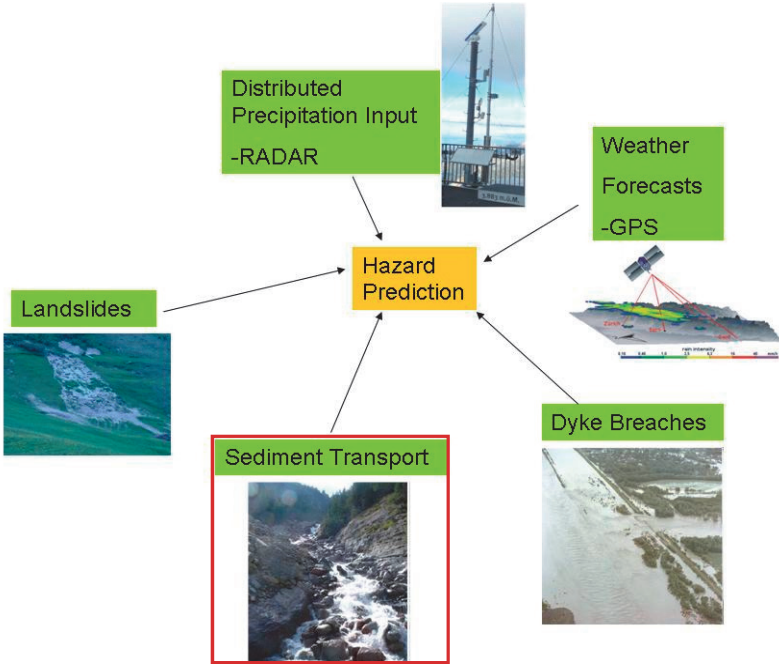 Distributed
Precipitation Input
-RADAR
Weather
Forecasts
-GPS
Hazard
Prediction
Landslides
rain intensity
Sediment Transport
Dyke Breaches